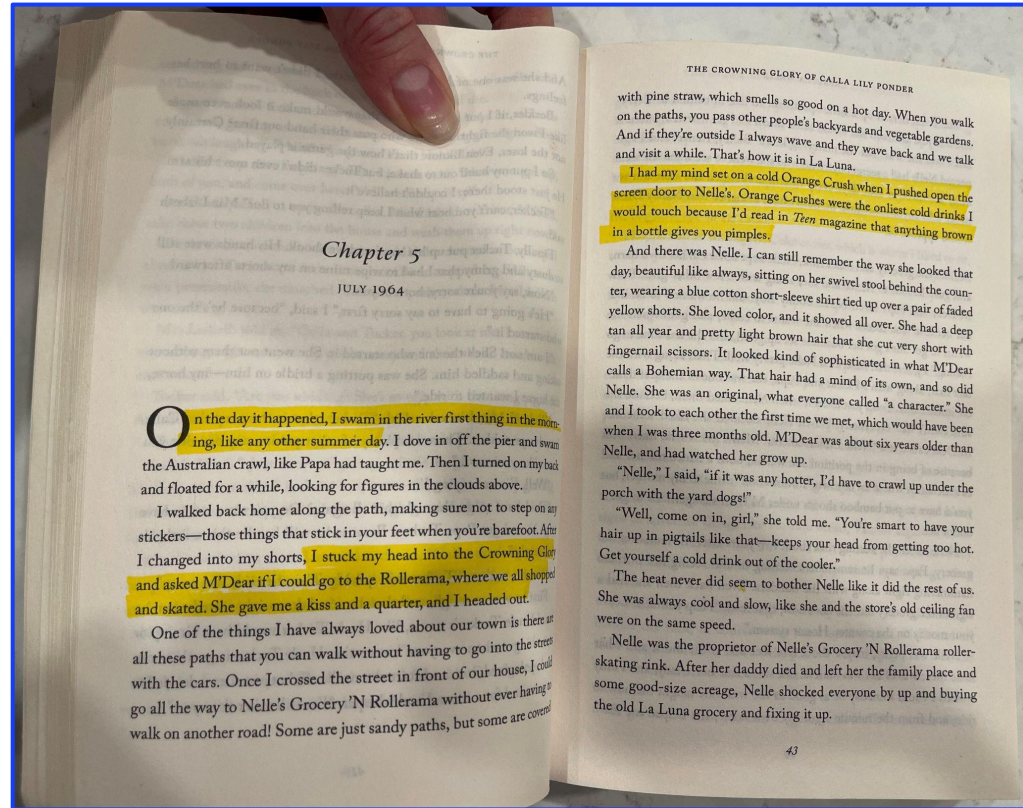 Chapter 5
JULY 1964
On the day it happened, I swam in the river first thing in the morn-
ing, like any other summer day. I dove in off the pier and swam
the Australian crawl, like Papa had taught me. Then I turned on my back
and floated for a while, looking for figures in the clouds above.
I walked back home along the path, making sure not to step on any
stickers—those things that stick in your feet when you're barefoot. After
I changed into my shorts, I stuck my head into the Crowning Glory
and asked M'Dear if I could go to the Rollerama, where we all shopped
and skated. She gave me a kiss and a quarter, and I headed out.
One of the things I have always loved about our town is there are
all these paths that you can walk without having to go into the streets
with the cars. Once I crossed the street in front of our house, I could
go all the way to Nelle's Grocery 'N Rollerama without ever having to
walk on another road! Some are just sandy paths, but some are covered
THE CROWNING GLORY OF CALLA LILY PONDER
with pine straw, which smells so good on a hot day. When you walk
on the paths, you pass other people's backyards and vegetable gardens.
And if they're outside I always wave and they wave back and we talk
and visit a while. That's how it is in La Luna.
I had my mind set on a cold Orange Crush when I pushed open the
screen door to Nelle's. Orange Crushes were the onliest cold drinks I
would touch because I'd read in Teen magazine that anything brown
in a bottle gives you pimples.
And there was Nelle. I can still remember the way she looked that
day, beautiful like always, sitting on her swivel stool behind the coun-
ter, wearing a blue cotton short-sleeve shirt tied up over a pair of faded
yellow shorts. She loved color, and it showed all over. She had a deep
tan all year and pretty light brown hair that she cut very short with
fingernail scissors. It looked kind of sophisticated in what M'Dear
calls a Bohemian way. That hair had a mind of its own, and so did
Nelle. She was an original, what everyone called "a character." She
and I took to each other the first time we met, which would have been
when I was three months old. M'Dear was about six years older than
Nelle, and had watched her grow up.
"Nelle," I said, "if it was any hotter, I'd have to crawl up under the
porch with the yard dogs!"
"Well, come on in, girl," she told me. "You're smart to have your
hair up in pigtails like that—keeps your head from getting too hot.
Get yourself a cold drink out of the cooler."
The heat never did seem to bother Nelle like it did the rest of us.
She was always cool and slow, like she and the store's old ceiling fan
were on the same speed.
Nelle was the proprietor of Nelle's Grocery 'N Rollerama roller-
skating rink. After her daddy died and left her the family place and
some good-size acreage, Nelle shocked everyone by up and buying
the old La Luna grocery and fixing it up.
43